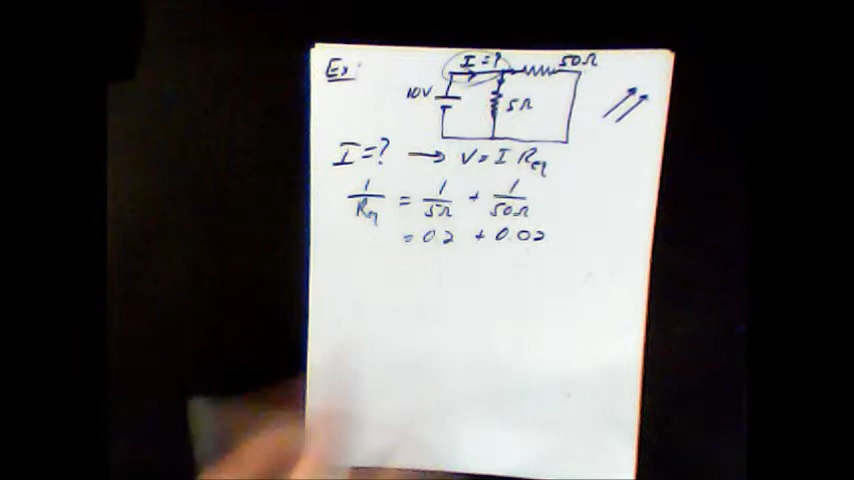 Ex:
I=?
50Ω
10V
5Ω
I=? → V=I Req
1/Req = 1/5Ω + 1/50Ω
= 0.2 + 0.02